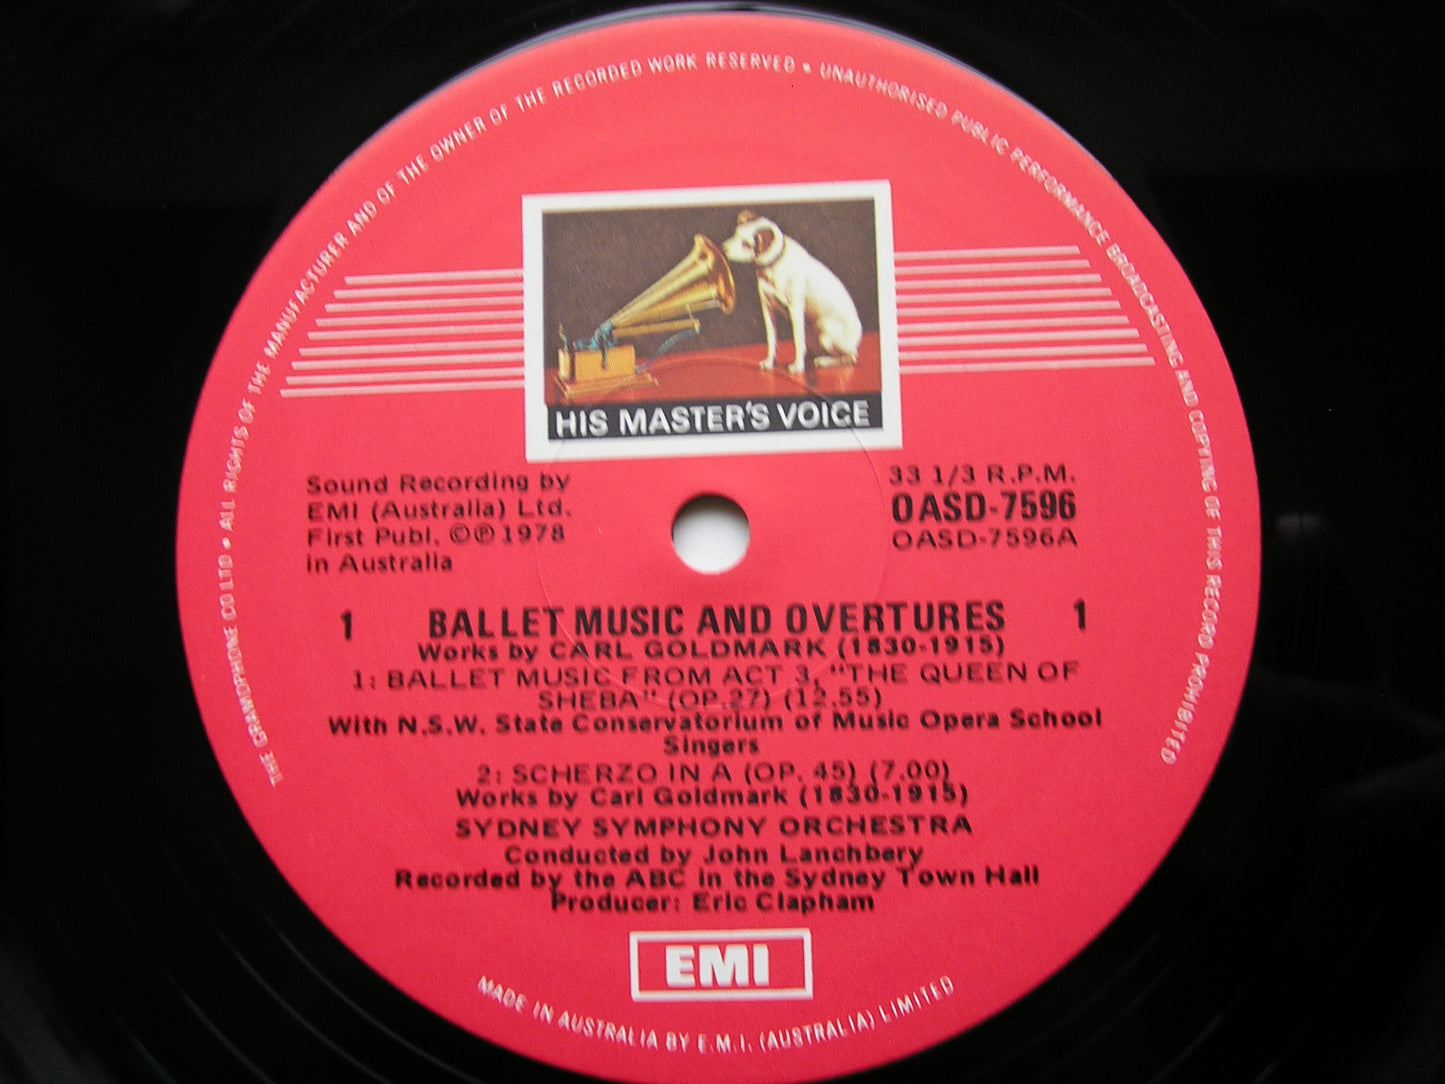 THE GRAMOPHONE CO LTD • ALL RIGHTS OF THE MANUFACTURER AND OF THE OWNER OF THE RECORDED WORK RESERVED • UNAUTHORISED PUBLIC PERFORMANCE BROADCASTING AND COPYING OF THIS RECORD PROHIBITED
HIS MASTER'S VOICE
Sound Recording by
EMI (Australia) Ltd.
First Publ. ©℗1978
in Australia
33 1/3 R.P.M.
OASD-7596
OASD-7596A
1 BALLET MUSIC AND OVERTURES 1
Works by CARL GOLDMARK (1830-1915)
1: BALLET MUSIC FROM ACT 3, "THE QUEEN OF
SHEBA" (OP.27) (12.55)
With N.S.W. State Conservatorium of Music Opera School
Singers
2: SCHERZO IN A (OP. 45) (7.00)
Works by Carl Goldmark (1830-1915)
SYDNEY SYMPHONY ORCHESTRA
Conducted by John Lanchbery
Recorded by the ABC in the Sydney Town Hall
Producer: Eric Clapham
EMI
MADE IN AUSTRALIA BY E.M.I. (AUSTRALIA) LIMITED